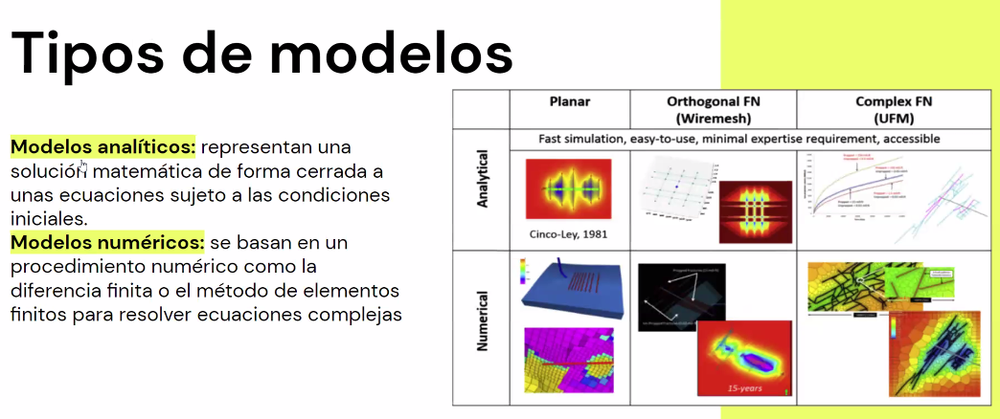 Tipos de modelos
Modelos analíticos: representan una
solución matemática de forma cerrada a
unas ecuaciones sujeto a las condiciones
iniciales.
Modelos numéricos: se basan en un
procedimiento numérico como la
diferencia finita o el método de elementos
finitos para resolver ecuaciones complejas
Planar
Orthogonal FN
(Wiremesh)
Complex FN
(UFM)
Analytical
Fast simulation, easy-to-use, minimal expertise requirement, accessible
Cinco-Ley, 1981
Numerical
15-years